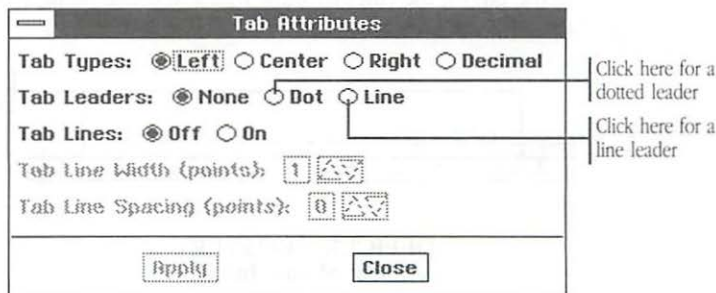 Tab Attributes
Tab Types: Left Center Right Decimal
Tab Leaders: None Dot Line
Tab Lines: Off On
Tab Line Width (points): 1
Tab Line Spacing (points): 0
Apply Close
Click here for a
dotted leader
Click here for a
line leader